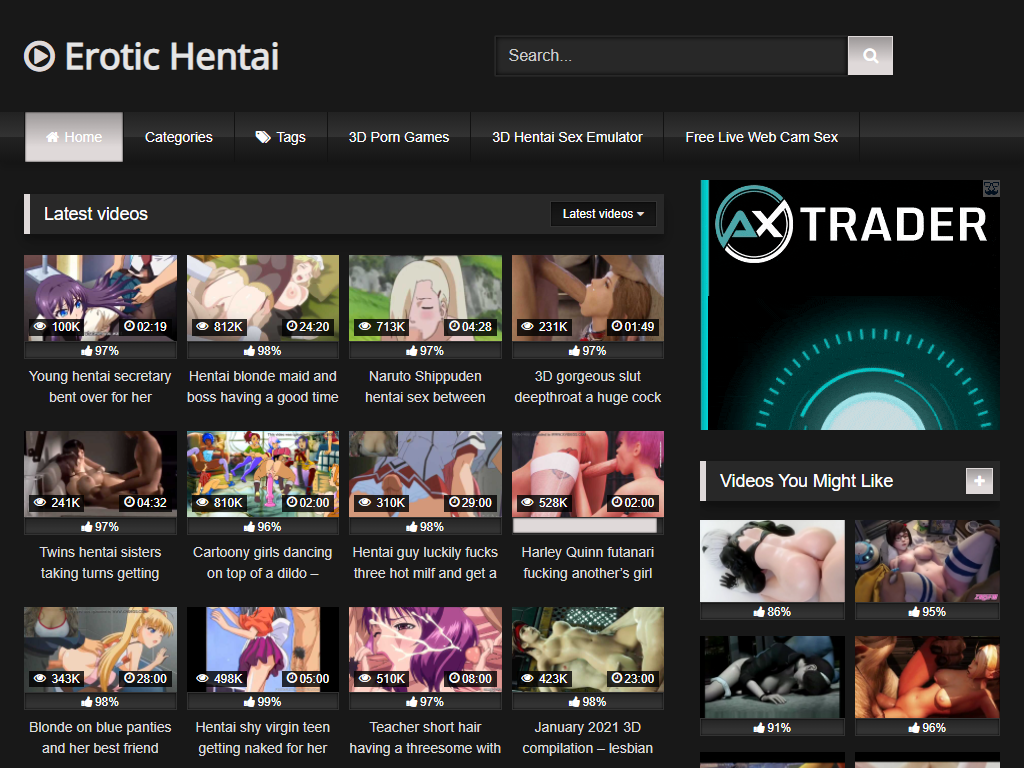 Erotic Hentai
Search...
Home
Categories
Tags
3D Porn Games
3D Hentai Sex Emulator
Free Live Web Cam Sex
Latest videos
Latest videos
AX TRADER
100K 02:19
812K 24:20
713K 04:28
231K 01:49
97%
98%
97%
97%
Young hentai secretary
bent over for her
Hentai blonde maid and
boss having a good time
Naruto Shippuden
hentai sex between
3D gorgeous slut
deepthroat a huge cock
241K 04:32
810K 02:00
310K 29:00
528K 02:00
97%
96%
98%
Twins hentai sisters
taking turns getting
Cartoony girls dancing
on top of a dildo –
Hentai guy luckily fucks
three hot milf and get a
Harley Quinn futanari
fucking another's girl
343K 28:00
498K 05:00
510K 08:00
423K 23:00
98%
99%
97%
98%
Blonde on blue panties
and her best friend
Hentai shy virgin teen
getting naked for her
Teacher short hair
having a threesome with
January 2021 3D
compilation – lesbian
Videos You Might Like
86%
95%
91%
96%